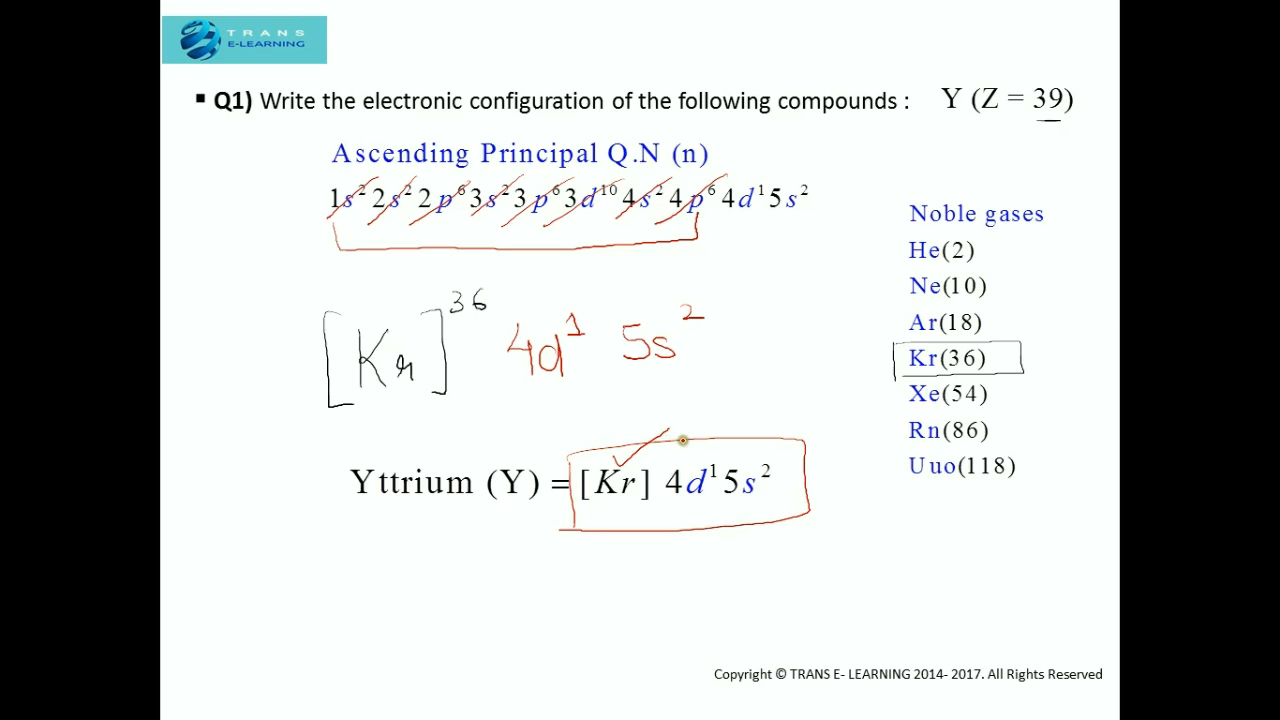 TRANS
E-LEARNING
▪ Q1) Write the electronic configuration of the following compounds : Y (Z = 39)
Ascending Principal Q.N (n)
1s² 2s² 2p⁶ 3s² 3p⁶ 3d¹⁰ 4s² 4p⁶ 4d¹ 5s²
Noble gases
He(2)
Ne(10)
Ar(18)
Kr(36)
Xe(54)
Rn(86)
Uuo(118)
[Kr]³⁶ 4d¹ 5s²
Yttrium (Y) = [Kr] 4d¹5s²
Copyright © TRANS E- LEARNING 2014- 2017. All Rights Reserved